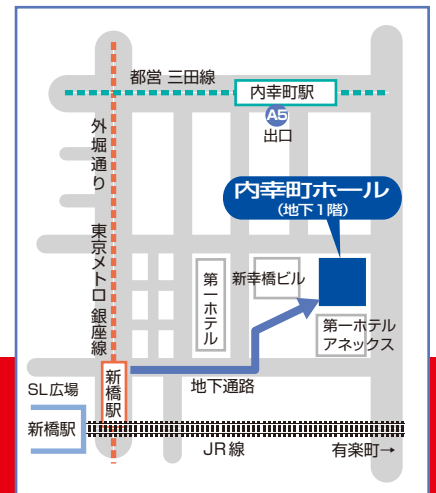 都営 三田線
内幸町駅
A5
出口
外堀通り
内幸町ホール
(地下1階)
東京メトロ 銀座線
第一ホテル
新幸橋ビル
第一ホテル
アネックス
新橋駅
地下通路
SL広場
新橋駅
JR線
有楽町→